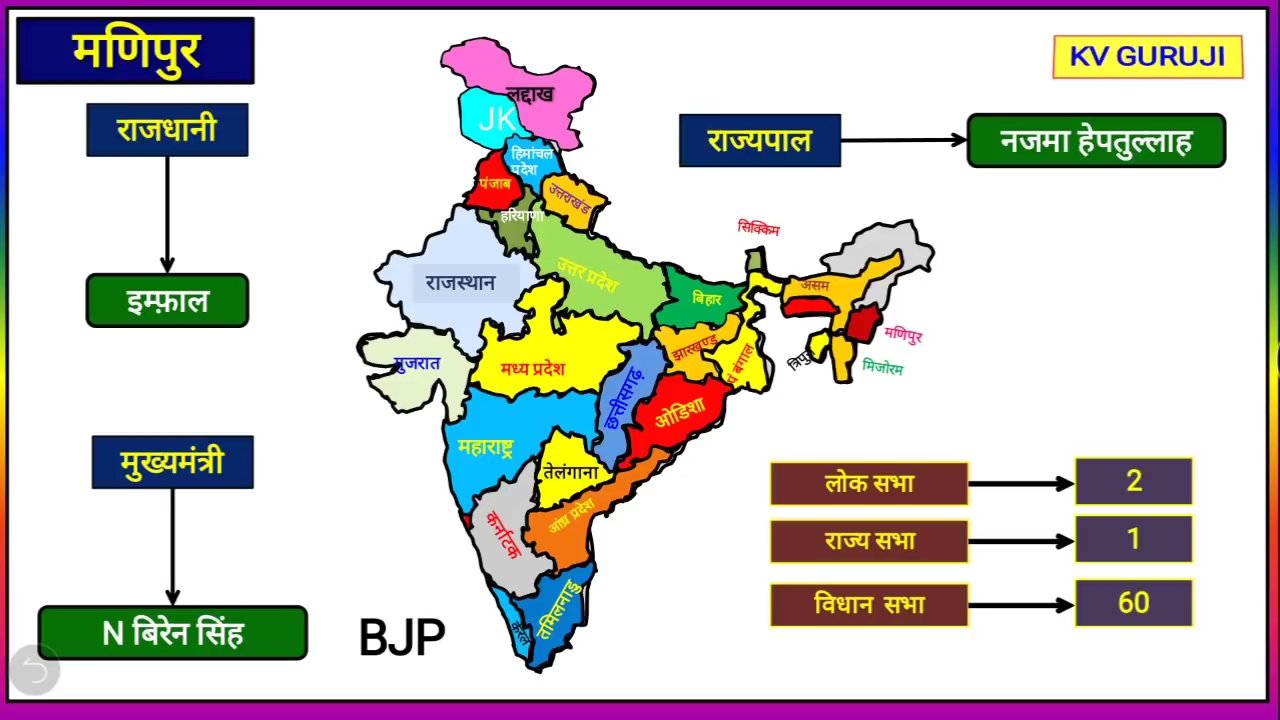 मणिपुर
KV GURUJI
राजधानी
इम्फ़ाल
राज्यपाल
नजमा हेपतुल्लाह
मुख्यमंत्री
N बिरेन सिंह
BJP
लद्दाख
JK
हिमांचल
प्रदेश
पंजाब
उत्तराखंड
हरियाणा
राजस्थान
उत्तर प्रदेश
बिहार
सिक्किम
असम
मणिपुर
मिजोरम
त्रिपुरा
गुजरात
मध्य प्रदेश
झारखण्ड
पं बंगाल
छत्तीसगढ़
ओडिशा
महाराष्ट्र
तेलंगाना
आंध्र प्रदेश
कर्नाटक
तमिलनाडु
केरल
लोक सभा
2
राज्य सभा
1
विधान सभा
60